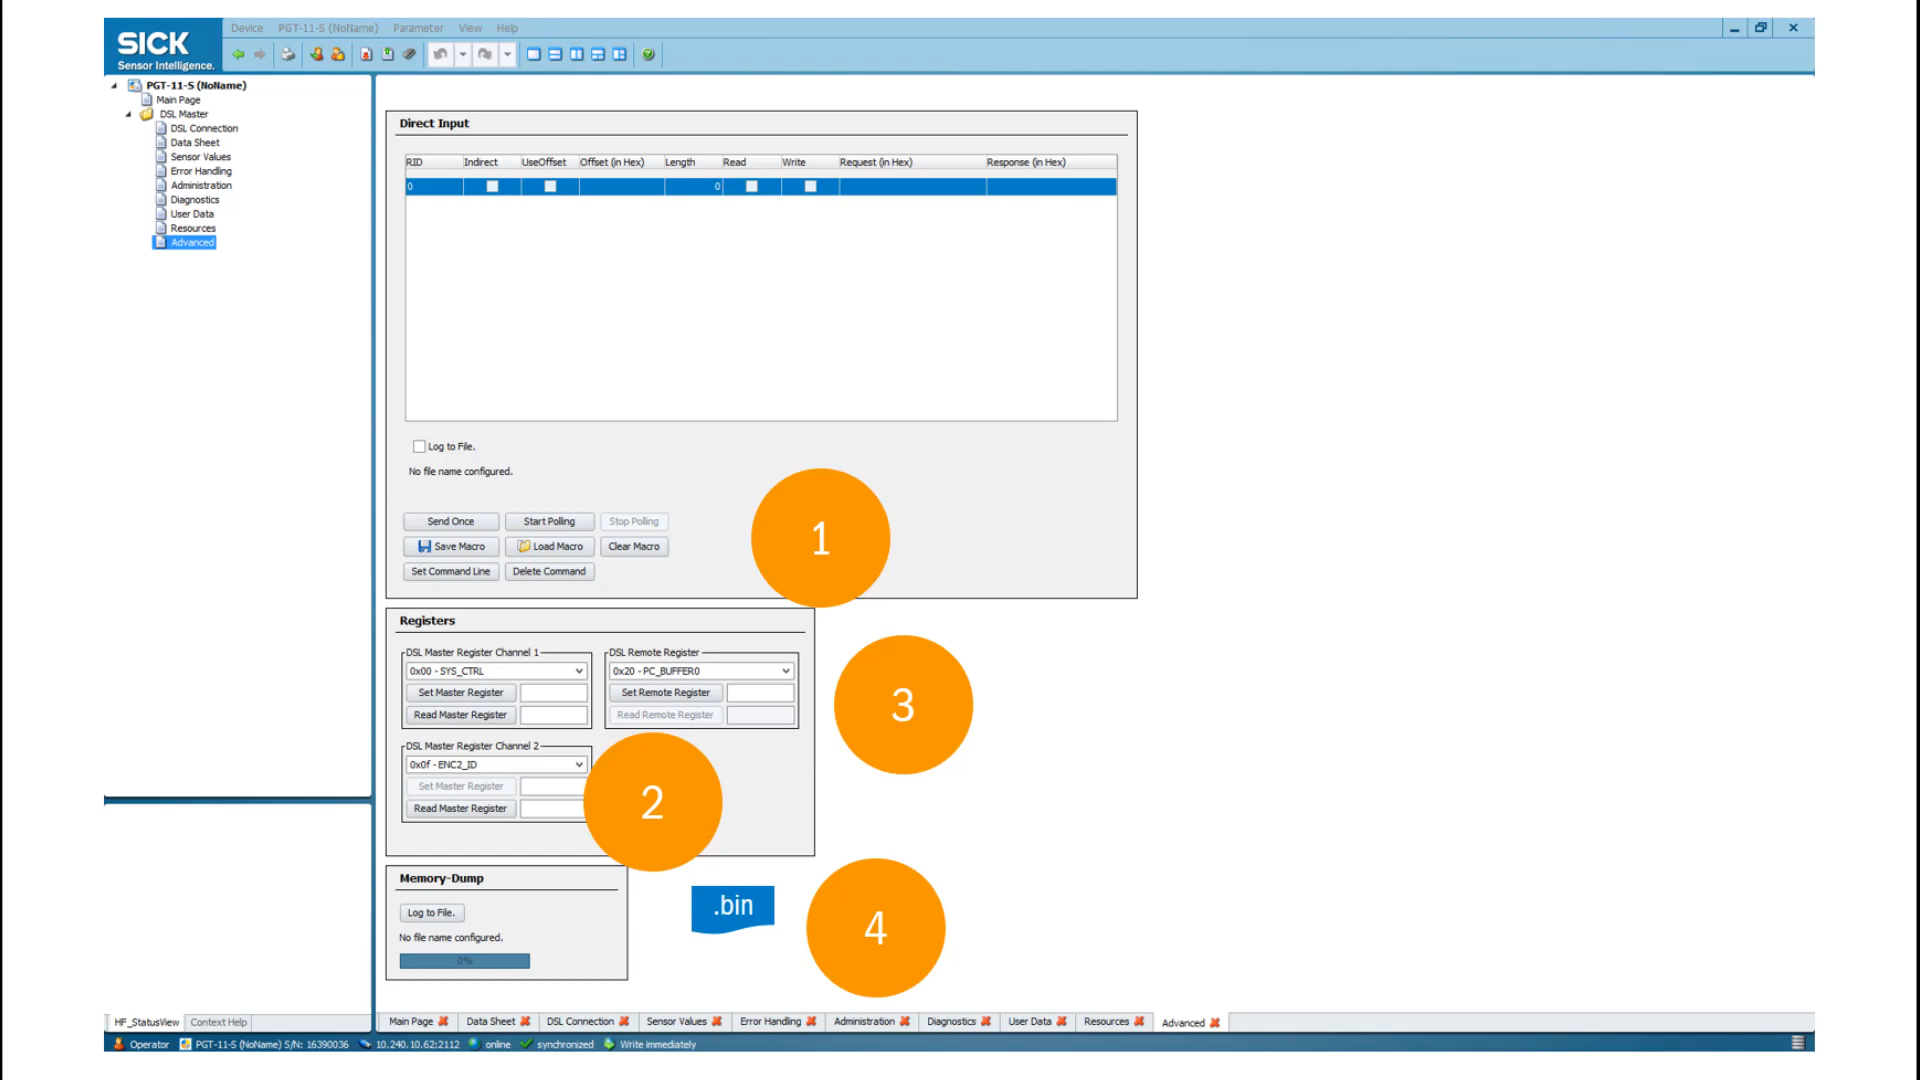 SICK
Sensor Intelligence.
Device PGT-11-S (NoName) Parameter View Help
PGT-11-S (NoName)
Main Page
DSL Master
DSL Connection
Data Sheet
Sensor Values
Error Handling
Administration
Diagnostics
User Data
Resources
Advanced
Direct Input
RID Indirect UseOffset Offset (in Hex) Length Read Write Request (in Hex) Response (in Hex)
0 0
Log to File.
No file name configured.
Send Once Start Polling Stop Polling
Save Macro Load Macro Clear Macro
Set Command Line Delete Command
1
Registers
DSL Master Register Channel 1 DSL Remote Register
0x00 - SYS_CTRL 0x20 - PC_BUFFER0
Set Master Register Set Remote Register
Read Master Register Read Remote Register
3
DSL Master Register Channel 2
0x0f - ENC2_ID
Set Master Register
Read Master Register
2
Memory-Dump
Log to File.
No file name configured.
0%
.bin
4
HF_StatusView Context Help
Main Page Data Sheet DSL Connection Sensor Values Error Handling Administration Diagnostics User Data Resources Advanced
Operator PGT-11-S (NoName) S/N: 16390036 10.240.10.62:2112 online synchronized Write immediately